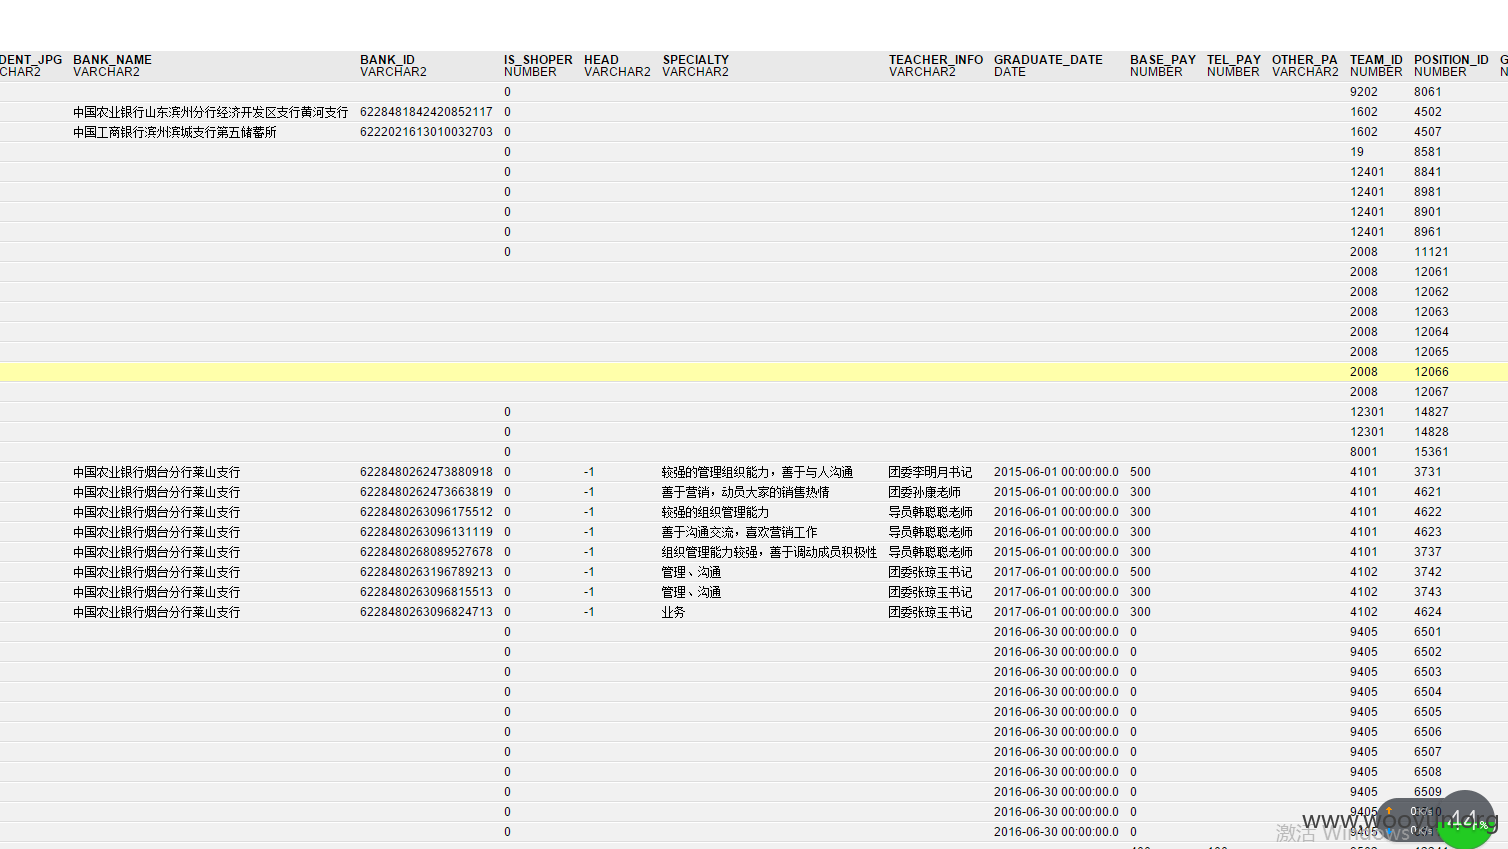 DENT_JPG BANK_NAME BANK_ID IS_SHOPER HEAD SPECIALTY TEACHER_INFO GRADUATE_DATE BASE_PAY TEL_PAY OTHER_PA TEAM_ID POSITION_ID G
CHAR2 VARCHAR2 VARCHAR2 NUMBER VARCHAR2 VARCHAR2 VARCHAR2 DATE NUMBER NUMBER VARCHAR2 NUMBER NUMBER N
0 9202 8061
中国农业银行山东滨州分行经济开发区支行黄河支行 6228481842420852117 0 1602 4502
中国工商银行滨州滨城支行第五储蓄所 6222021613010032703 0 1602 4507
0 19 8581
0 12401 8841
0 12401 8981
0 12401 8901
0 12401 8961
0 2008 11121
2008 12061
2008 12062
2008 12063
2008 12064
2008 12065
2008 12066
2008 12067
0 12301 14827
0 12301 14828
0 8001 15361
中国农业银行烟台分行莱山支行 6228480262473880918 0 -1 较强的管理组织能力，善于与人沟通 团委李明月书记 2015-06-01 00:00:00.0 500 4101 3731
中国农业银行烟台分行莱山支行 6228480262473663819 0 -1 善于营销，动员大家的销售热情 团委孙康老师 2015-06-01 00:00:00.0 300 4101 4621
中国农业银行烟台分行莱山支行 6228480263096175512 0 -1 较强的组织管理能力 导员韩聪聪老师 2016-06-01 00:00:00.0 300 4101 4622
中国农业银行烟台分行莱山支行 6228480263096131119 0 -1 善于沟通交流，喜欢营销工作 导员韩聪聪老师 2016-06-01 00:00:00.0 300 4101 4623
中国农业银行烟台分行莱山支行 6228480268089527678 0 -1 组织管理能力较强，善于调动成员积极性 导员韩聪聪老师 2015-06-01 00:00:00.0 300 4101 3737
中国农业银行烟台分行莱山支行 6228480263196789213 0 -1 管理、沟通 团委张琼玉书记 2017-06-01 00:00:00.0 500 4102 3742
中国农业银行烟台分行莱山支行 6228480263096815513 0 -1 管理、沟通 团委张琼玉书记 2017-06-01 00:00:00.0 300 4102 3743
中国农业银行烟台分行莱山支行 6228480263096824713 0 -1 业务 团委张琼玉书记 2017-06-01 00:00:00.0 300 4102 4624
0 2016-06-30 00:00:00.0 0 9405 6501
0 2016-06-30 00:00:00.0 0 9405 6502
0 2016-06-30 00:00:00.0 0 9405 6503
0 2016-06-30 00:00:00.0 0 9405 6504
0 2016-06-30 00:00:00.0 0 9405 6505
0 2016-06-30 00:00:00.0 0 9405 6506
0 2016-06-30 00:00:00.0 0 9405 6507
0 2016-06-30 00:00:00.0 0 9405 6508
0 2016-06-30 00:00:00.0 0 9405 6509
0 2016-06-30 00:00:00.0 0 9405
0 2016-06-30 00:00:00.0 0 9405
激活 Windows
44%